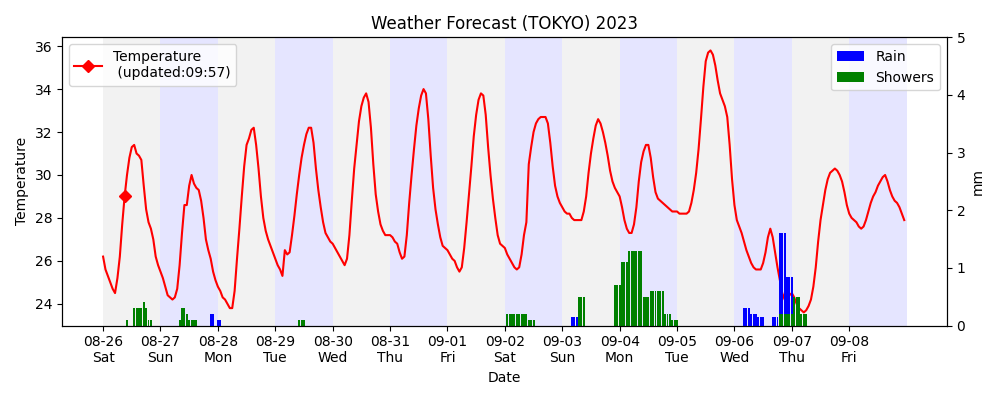 Weather Forecast (TOKYO) 2023
Temperature
(updated:09:57)
Rain
Showers
Temperature
36
34
32
30
28
26
24
mm
5
4
3
2
1
0
08-26 08-27 08-28 08-29 08-30 08-31 09-01 09-02 09-03 09-04 09-05 09-06 09-07 09-08
Sat Sun Mon Tue Wed Thu Fri Sat Sun Mon Tue Wed Thu Fri
Date